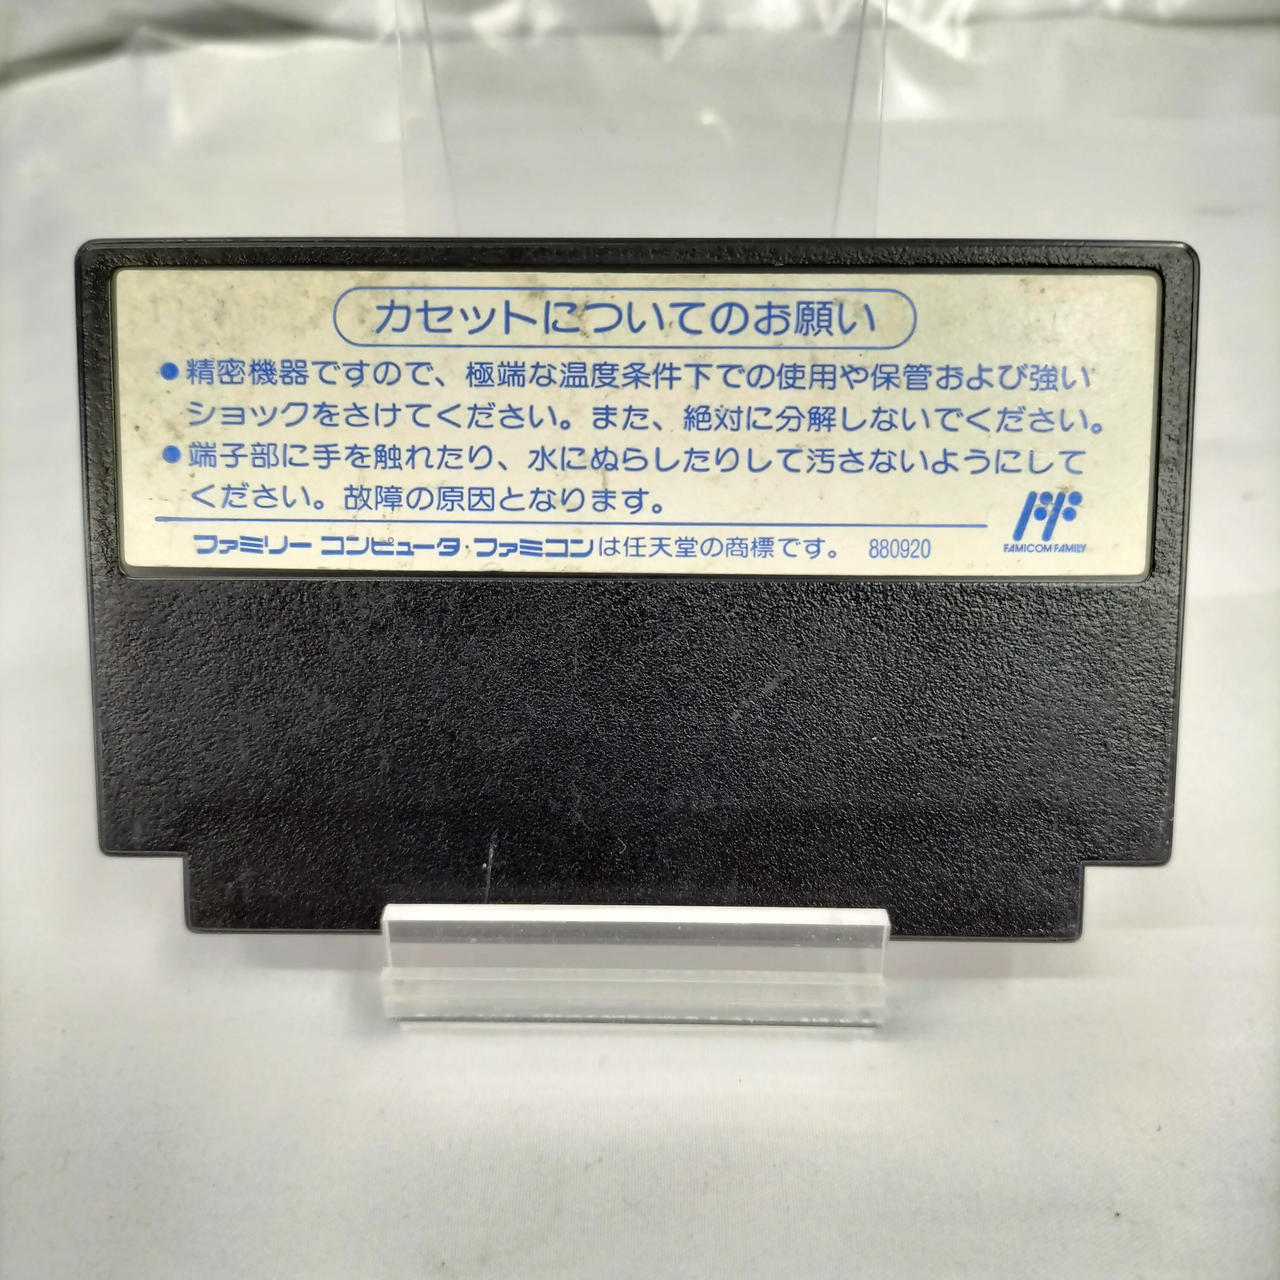 カセットについてのお願い
●精密機器ですので、極端な温度条件下での使用や保管および強い
ショックをさけてください。また、絶対に分解しないでください。
●端子部に手を触れたり、水にぬらしたりして汚さないようにして
ください。故障の原因となります。
FAMICOM FAMILY
ファミリーコンピュータ・ファミコンは任天堂の商標です。 880920